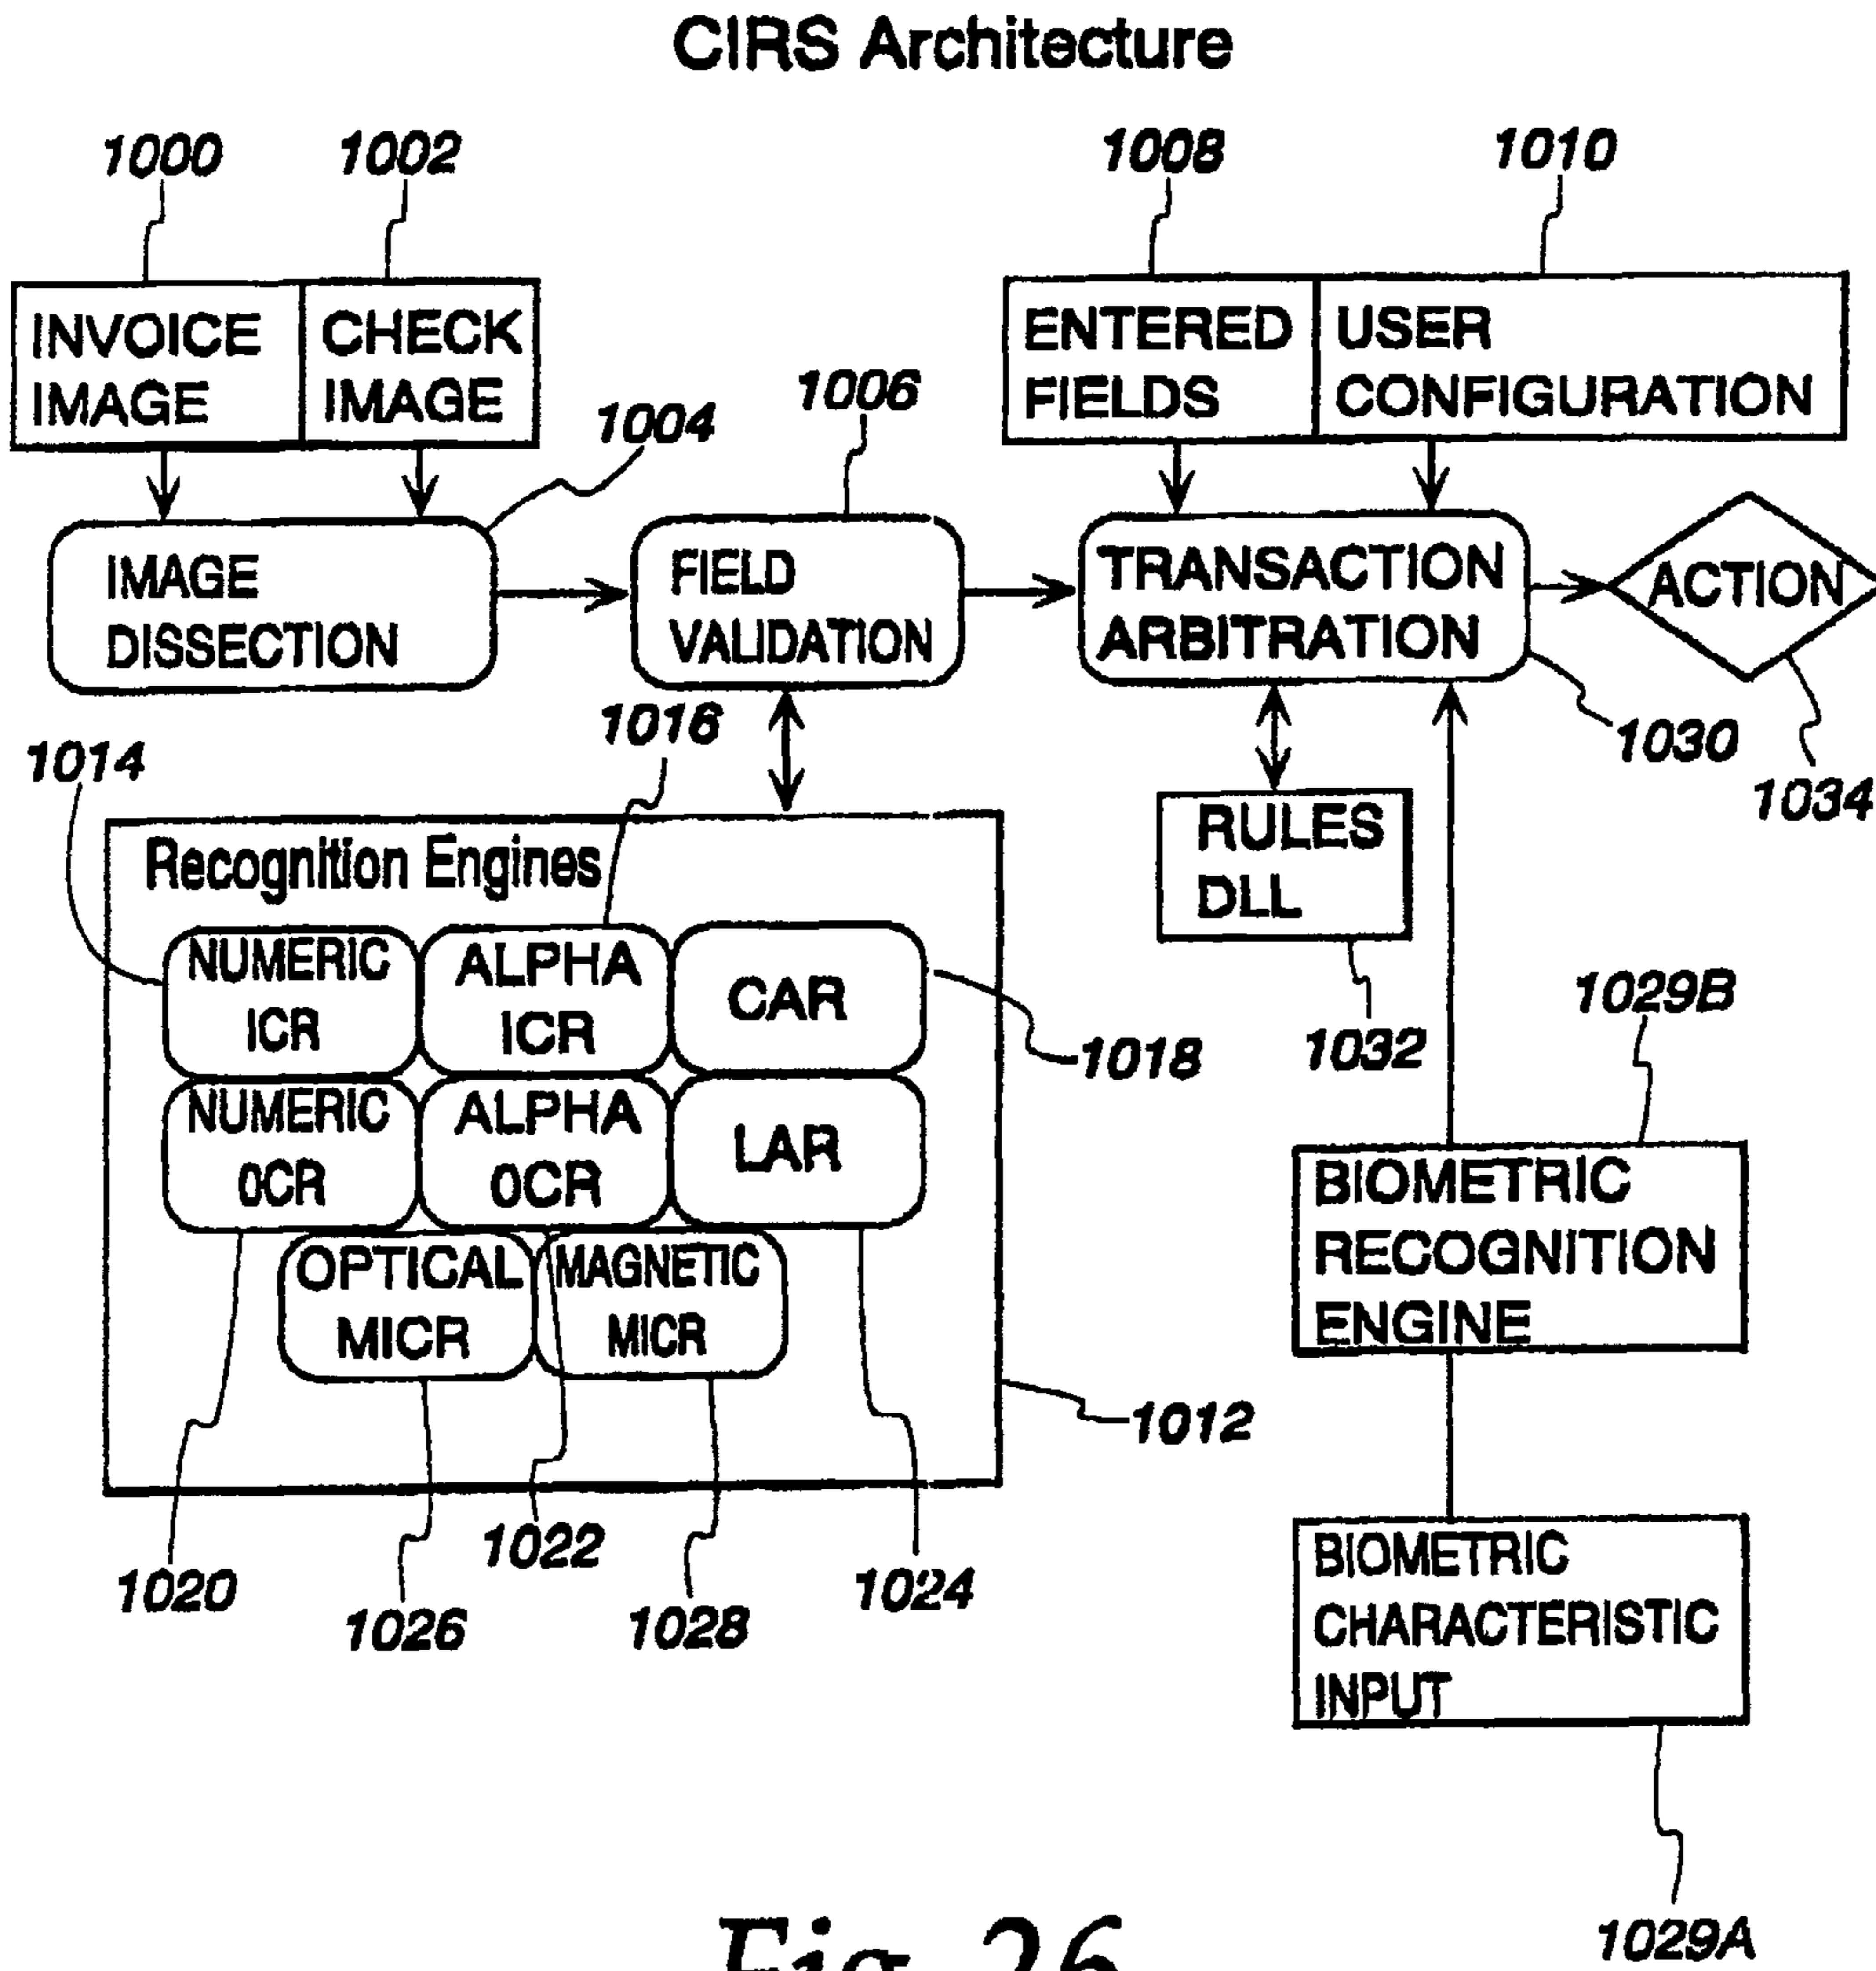 CIRS Architecture
1000
1002
1008
1010
INVOICE
IMAGE
CHECK
IMAGE
ENTERED
FIELDS
USER
CONFIGURATION
1004
1006
IMAGE
DISSECTION
FIELD
VALIDATION
TRANSACTION
ARBITRATION
ACTION
1014
1016
1030
1034
Recognition Engines
RULES
DLL
NUMERIC
ICR
ALPHA
ICR
CAR
1018
1032
1029B
NUMERIC
OCR
ALPHA
OCR
LAR
OPTICAL
MICR
MAGNETIC
MICR
BIOMETRIC
RECOGNITION
ENGINE
1012
1020
1026
1022
1028
1024
BIOMETRIC
CHARACTERISTIC
INPUT
1029A
Fig. 26